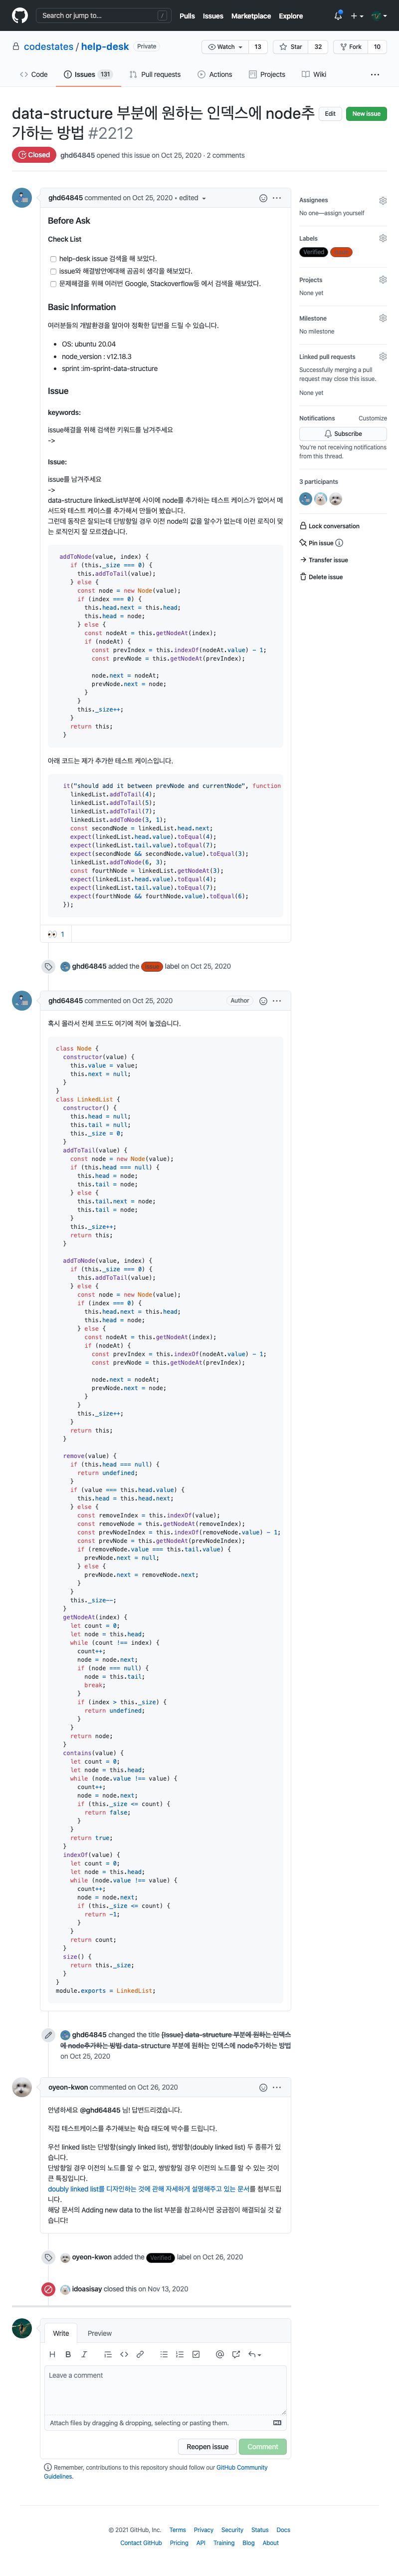 Search or jump to... /
Pulls Issues Marketplace Explore
codestates / help-desk Private
Watch 13 Star 32 Fork 10
Code Issues 131 Pull requests Actions Projects Wiki
data-structure 부분에 원하는 인덱스에 node추
가하는 방법 #2212
Edit New issue
Closed ghd64845 opened this issue on Oct 25, 2020 · 2 comments
ghd64845 commented on Oct 25, 2020 • edited
Before Ask
Check List
help-desk issue 검색을 해 보았다.
issue와 해결방안에대해 곰곰히 생각을 해보았다.
문제해결을 위해 여러번 Google, Stackoverflow등 에서 검색을 해보았다.
Basic Information
여러분들의 개발환경을 알아야 정확한 답변을 드릴 수 있습니다.
OS: ubuntu 20.04
node_version : v12.18.3
sprint :im-sprint-data-structure
Issue
keywords:
issue해결을 위해 검색한 키워드를 남겨주세요
->
Issue:
issue를 남겨주세요
->
data-structure linkedList부분에 사이에 node를 추가하는 테스트 케이스가 없어서 메
서드와 테스트 케이스를 추가해서 만들어 봤습니다.
그런데 동작은 잘되는데 단방향일 경우 이전 node의 값을 알수가 없는데 이런 로직이 맞
는 로직인지 잘 모르겠습니다.
addToNode(value, index) {
if (this._size === 0) {
this.addToTail(value);
} else {
const node = new Node(value);
if (index === 0) {
this.head.next = this.head;
this.head = node;
} else {
const nodeAt = this.getNodeAt(index);
if (nodeAt) {
const prevIndex = this.indexOf(nodeAt.value) - 1;
const prevNode = this.getNodeAt(prevIndex);
node.next = nodeAt;
prevNode.next = node;
}
}
this._size++;
}
return this;
}
아래 코드는 제가 추가한 테스트 케이스입니다.
it("should add it between prevNode and currentNode", function
linkedList.addToTail(4);
linkedList.addToTail(5);
linkedList.addToTail(7);
linkedList.addToNode(3, 1);
const secondNode = linkedList.head.next;
expect(linkedList.head.value).toEqual(4);
expect(linkedList.tail.value).toEqual(7);
expect(secondNode && secondNode.value).toEqual(3);
linkedList.addToNode(6, 3);
const fourthNode = linkedList.getNodeAt(3);
expect(linkedList.head.value).toEqual(4);
expect(linkedList.tail.value).toEqual(7);
expect(fourthNode && fourthNode.value).toEqual(6);
});
1
ghd64845 added the label on Oct 25, 2020
ghd64845 commented on Oct 25, 2020 Author
혹시 몰라서 전체 코드도 여기에 적어 놓겠습니다.
class Node {
constructor(value) {
this.value = value;
this.next = null;
}
}
class LinkedList {
constructor() {
this.head = null;
this.tail = null;
this._size = 0;
}
addToTail(value) {
const node = new Node(value);
if (this.head === null) {
this.head = node;
this.tail = node;
} else {
this.tail.next = node;
this.tail = node;
}
this._size++;
return this;
}
addToNode(value, index) {
if (this._size === 0) {
this.addToTail(value);
} else {
const node = new Node(value);
if (index === 0) {
this.head.next = this.head;
this.head = node;
} else {
const nodeAt = this.getNodeAt(index);
if (nodeAt) {
const prevIndex = this.indexOf(nodeAt.value) - 1;
const prevNode = this.getNodeAt(prevIndex);
node.next = nodeAt;
prevNode.next = node;
}
}
this._size++;
}
return this;
}
remove(value) {
if (this.head === null) {
return undefined;
}
if (value === this.head.value) {
this.head = this.head.next;
} else {
const removeIndex = this.indexOf(value);
const removeNode = this.getNodeAt(removeIndex);
const prevNodeIndex = this.indexOf(removeNode.value) - 1;
const prevNode = this.getNodeAt(prevNodeIndex);
if (removeNode.value === this.tail.value) {
prevNode.next = null;
} else {
prevNode.next = removeNode.next;
}
}
this._size--;
}
getNodeAt(index) {
let count = 0;
let node = this.head;
while (count !== index) {
count++;
node = node.next;
if (node === null) {
node = this.tail;
break;
}
if (index > this._size) {
return undefined;
}
}
return node;
}
contains(value) {
let count = 0;
let node = this.head;
while (node.value !== value) {
count++;
node = node.next;
if (this._size <= count) {
return false;
}
}
return true;
}
indexOf(value) {
let count = 0;
let node = this.head;
while (node.value !== value) {
count++;
node = node.next;
if (this._size <= count) {
return -1;
}
}
return count;
}
size() {
return this._size;
}
}
module.exports = LinkedList;
ghd64845 changed the title [issue] data-structure 부분에 원하는 인덱스
에 node추가하는 방법 data-structure 부분에 원하는 인덱스에 node추가하는 방법
on Oct 25, 2020
oyeon-kwon commented on Oct 26, 2020
안녕하세요 @ghd64845 님! 답변드리겠습니다.
직접 테스트케이스를 추가해보는 학습 태도에 박수를 드립니다.
우선 linked list는 단방향(singly linked list), 쌍방향(doubly linked list) 두 종류가 있
습니다.
단방향일 경우 이전의 노드를 알 수 없고, 쌍방향일 경우 이전의 노드를 알 수 있는 것이
큰 특징입니다.
doubly linked list를 디자인하는 것에 관해 자세하게 설명해주고 있는 문서를 첨부드립
니다.
해당 문서의 Adding new data to the list 부분을 참고하시면 궁금점이 해결되실 것 같
습니다!
oyeon-kwon added the Verified label on Oct 26, 2020
idoasisay closed this on Nov 13, 2020
Write Preview
Leave a comment
Attach files by dragging & dropping, selecting or pasting them.
Reopen issue Comment
Remember, contributions to this repository should follow our GitHub Community
Guidelines.
Assignees
No one—assign yourself
Labels
Verified
Projects
None yet
Milestone
No milestone
Linked pull requests
Successfully merging a pull
request may close this issue.
None yet
Notifications Customize
Subscribe
You're not receiving notifications
from this thread.
3 participants
Lock conversation
Pin issue
Transfer issue
Delete issue
© 2021 GitHub, Inc. Terms Privacy Security Status Docs
Contact GitHub Pricing API Training Blog About